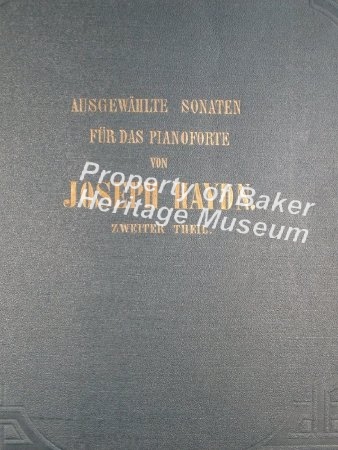 AUSGEWÄHLTE SONATEN
FÜR DAS PIANOFORTE
VON
JOSEPH HAYDN.
ZWEITER THEIL.
Property of Baker
Heritage Museum